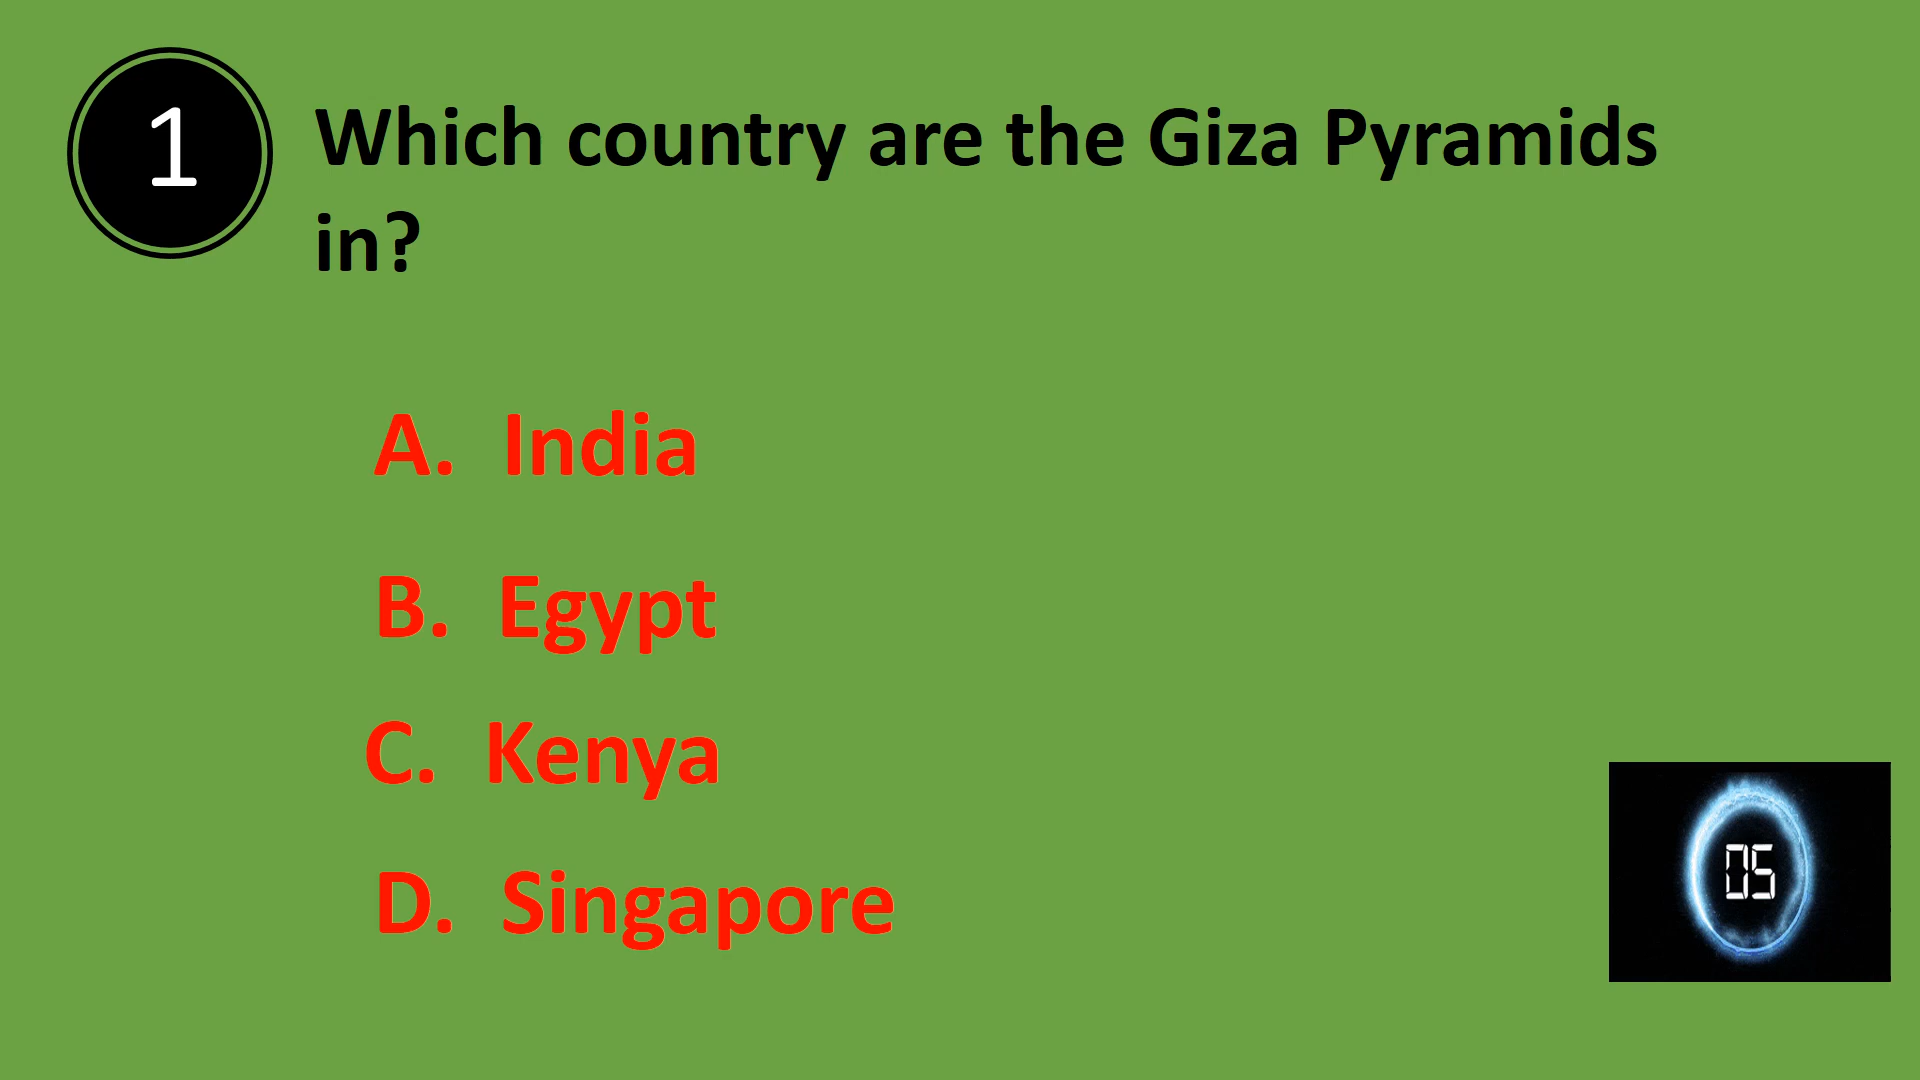 1
Which country are the Giza Pyramids
in?
A. India
B. Egypt
C. Kenya
D. Singapore
05